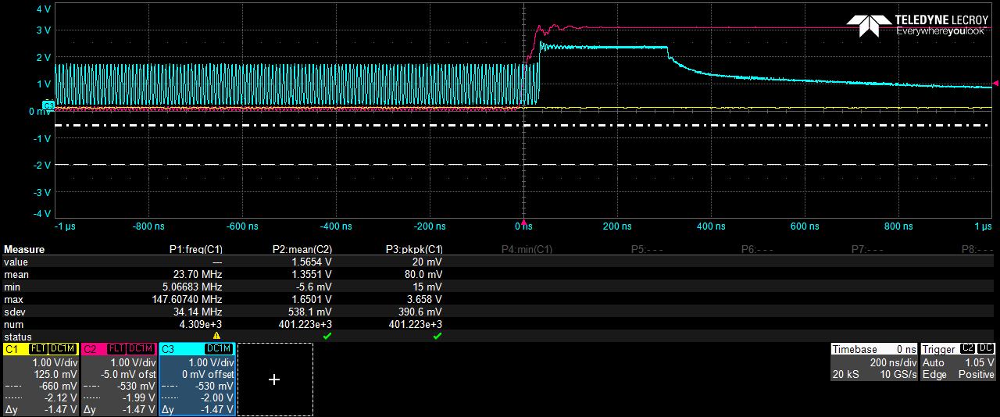 4 V
3 V
2 V
1 V
C3
0 mV
-1 V
-2 V
-3 V
-4 V
TELEDYNE LECROY
Everywhereyoulook
-1 µs -800 ns -600 ns -400 ns -200 ns 0 ns 200 ns 400 ns 600 ns 800 ns 1 µs
Measure P1:freq(C1) P2:mean(C2) P3:pkpk(C1) P4:min(C1) P5:- - - P6:- - - P7:- - - P8:- - -
value --- 1.5654 V 20 mV
mean 23.70 MHz 1.3551 V 80.0 mV
min 5.06683 MHz -5.6 mV 15 mV
max 147.60740 MHz 1.6501 V 3.658 V
sdev 34.14 MHz 538.1 mV 390.6 mV
num 4.309e+3 401.223e+3 401.223e+3
status
C1 FLT DC1M
1.00 V/div
125.0 mV
-660 mV
-2.12 V
Δy -1.47 V
C2 FLT DC1M
1.00 V/div
-5.0 mV ofst
-530 mV
-1.99 V
Δy -1.47 V
C3 DC1M
1.00 V/div
0 mV offset
-530 mV
-2.00 V
Δy -1.47 V
+
Timebase 0 ns
200 ns/div
20 kS 10 GS/s
Trigger C2 DC
Auto 1.05 V
Edge Positive